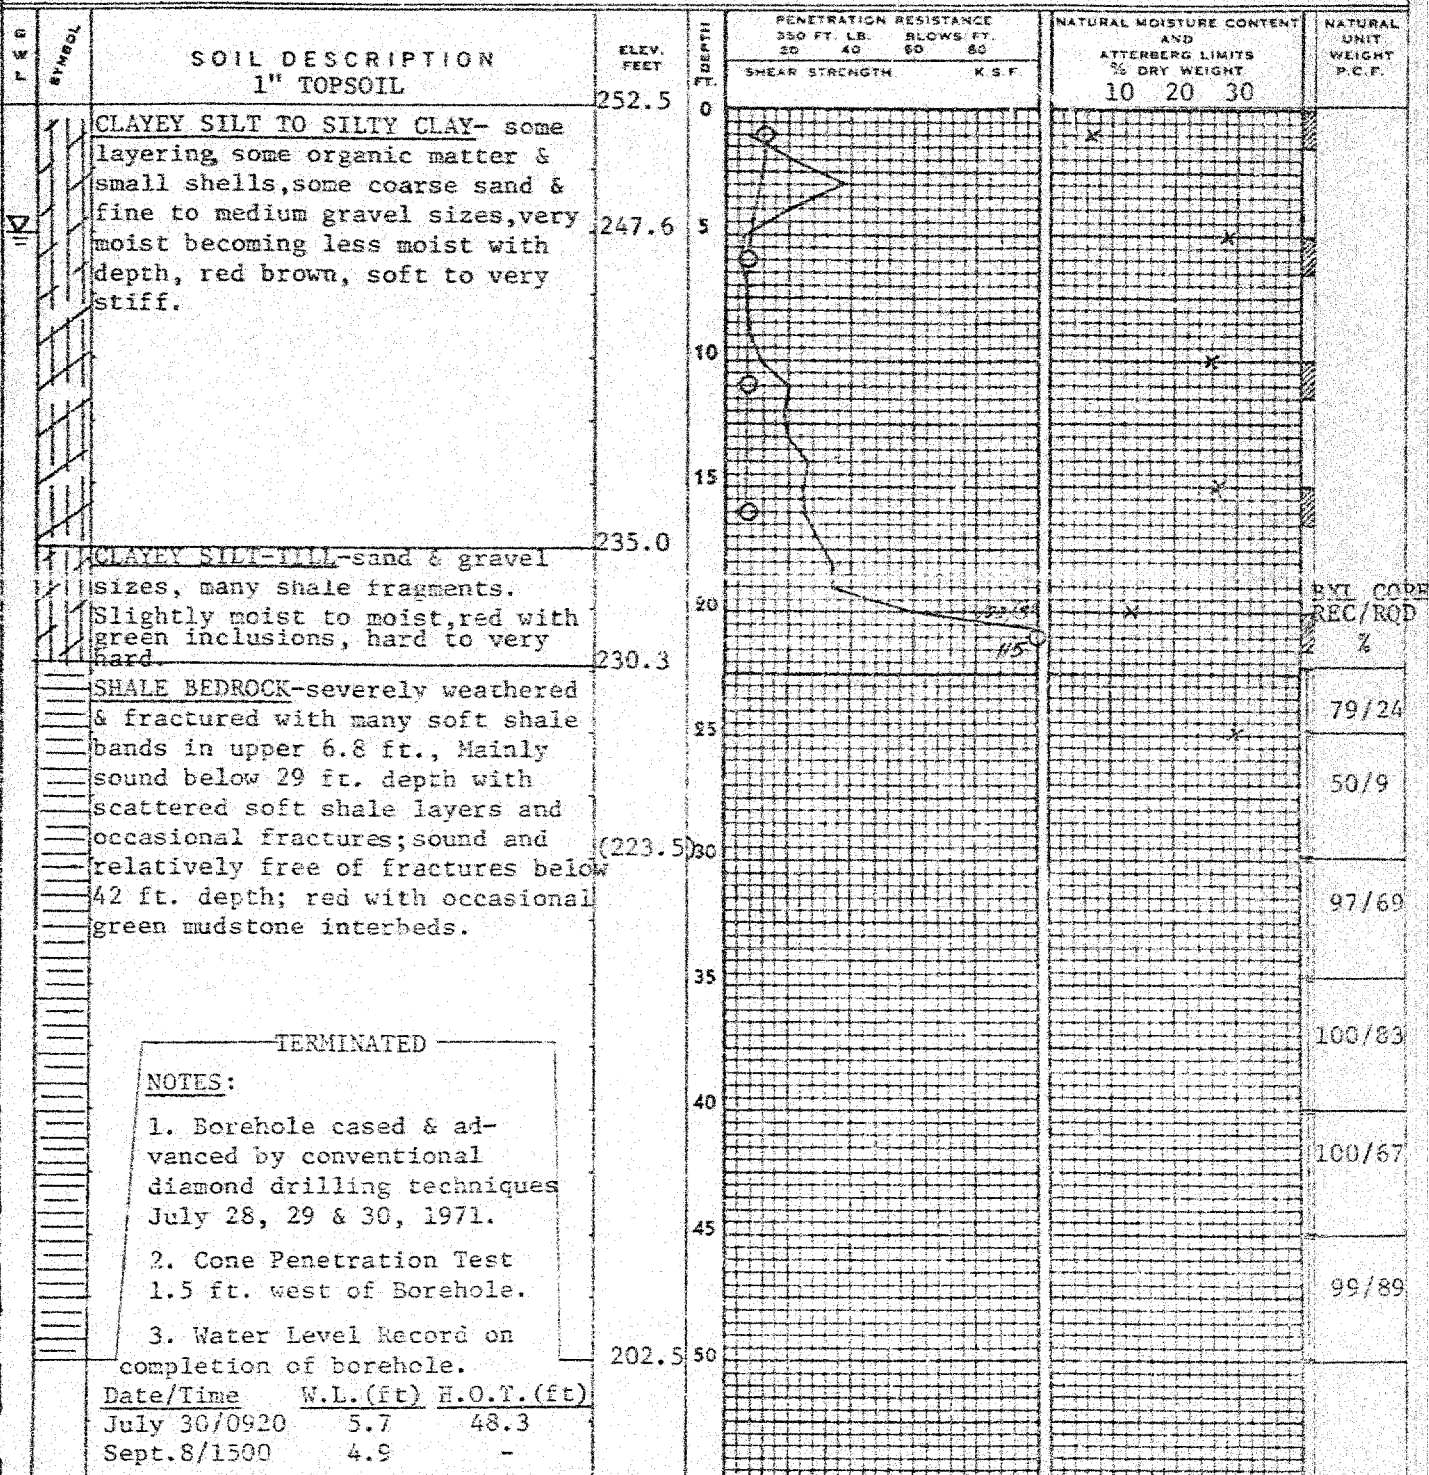 SYMBOL
SOIL DESCRIPTION
1" TOPSOIL
ELEV.
FEET
FT. DEPTH
PENETRATION RESISTANCE
350 FT. LB. BLOWS/FT.
20 40 60 80
SHEAR STRENGTH K.S.F.
NATURAL MOISTURE CONTENT
AND
ATTERBERG LIMITS
% DRY WEIGHT
10 20 30
NATURAL
UNIT
WEIGHT
P.C.F.
252.5
0
CLAYEY SILT TO SILTY CLAY- some
layering, some organic matter &
small shells,some coarse sand &
fine to medium gravel sizes,very
moist becoming less moist with
depth, red brown, soft to very
stiff.
247.6
5
10
15
235.0
CLAYEY SILT-TILL-sand & gravel
sizes, many shale fragments.
Slightly moist to moist,red with
green inclusions, hard to very
hard.
20
115
BXL CORE
REC/RQD
%
230.3
SHALE BEDROCK-severely weathered
& fractured with many soft shale
bands in upper 6.8 ft., Mainly
sound below 29 ft. depth with
scattered soft shale layers and
occasional fractures;sound and
relatively free of fractures below
42 ft. depth; red with occasional
green mudstone interbeds.
79/24
25
50/9
(223.5)
30
97/69
35
100/83
40
100/67
45
99/89
TERMINATED
NOTES:
1. Borehole cased & ad-
vanced by conventional
diamond drilling techniques
July 28, 29 & 30, 1971.
2. Cone Penetration Test
1.5 ft. west of Borehole.
3. Water Level Record on
completion of borehole.
202.5
50
Date/Time W.L.(ft) H.O.T.(ft)
July 30/0920 5.7 48.3
Sept.8/1500 4.9 -